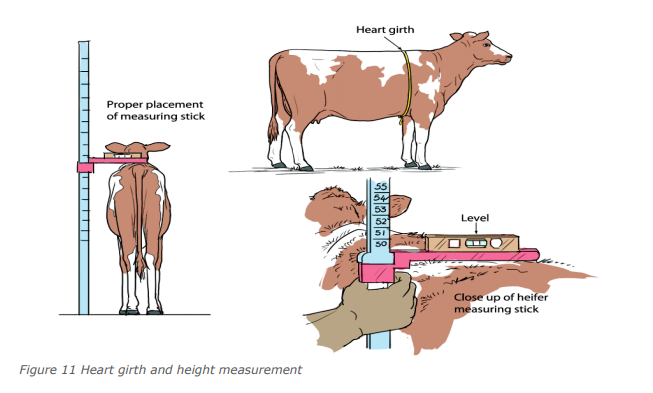 Heart girth
Proper placement
of measuring stick
55
54
53
52
51
50
Level
Close up of heifer
measuring stick
Figure 11 Heart girth and height measurement